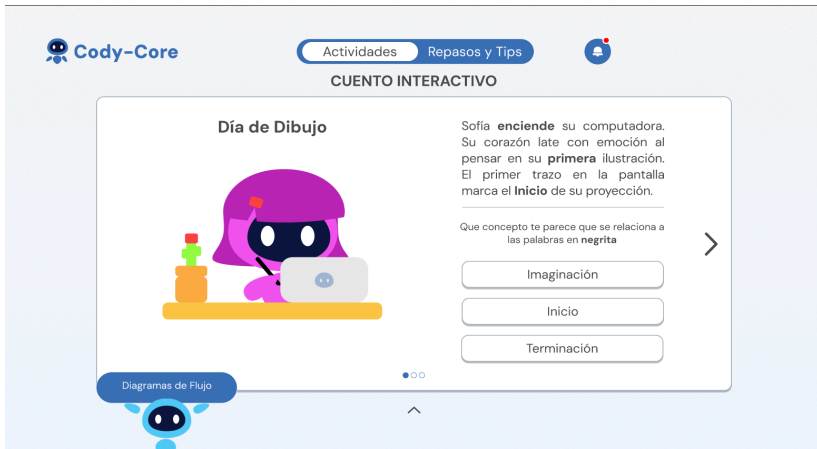 Cody-Core
Actividades
Repasos y Tips
CUENTO INTERACTIVO
Día de Dibujo
Sofía enciende su computadora.
Su corazón late con emoción al
pensar en su primera ilustración.
El primer trazo en la pantalla
marca el Inicio de su proyección.
Que concepto te parece que se relaciona a
las palabras en negrita
Imaginación
Inicio
Terminación
Diagramas de Flujo